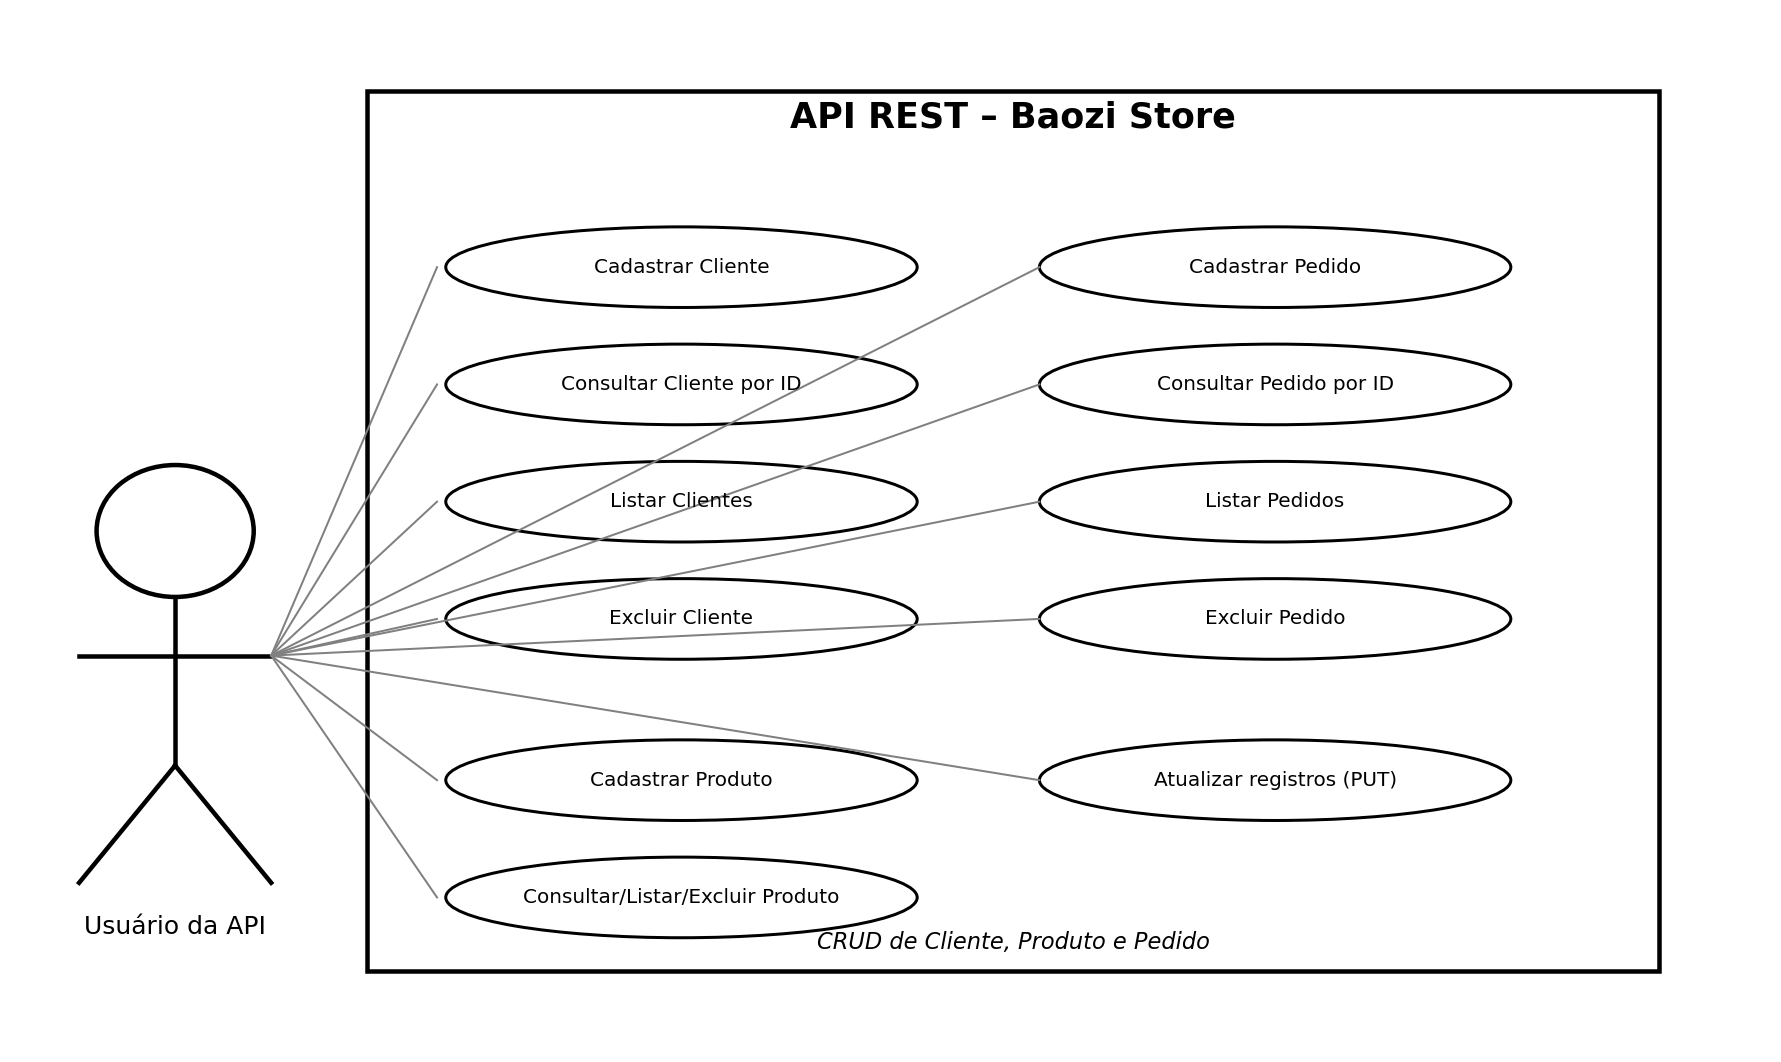 API REST – Baozi Store
Cadastrar Cliente
Cadastrar Pedido
Consultar Cliente por ID
Consultar Pedido por ID
Listar Clientes
Listar Pedidos
Excluir Cliente
Excluir Pedido
Cadastrar Produto
Atualizar registros (PUT)
Consultar/Listar/Excluir Produto
Usuário da API
CRUD de Cliente, Produto e Pedido